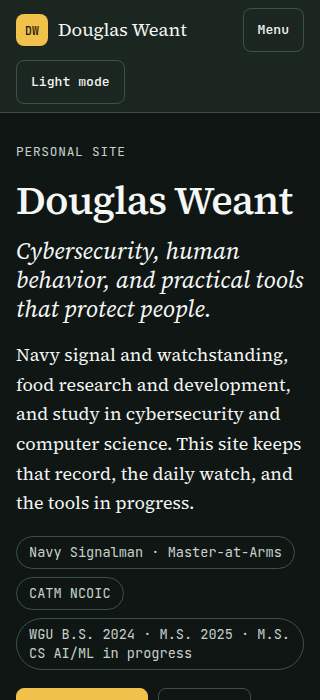 DW Douglas Weant Menu
Light mode
PERSONAL SITE
Douglas Weant
Cybersecurity, human
behavior, and practical tools
that protect people.
Navy signal and watchstanding,
food research and development,
and study in cybersecurity and
computer science. This site keeps
that record, the daily watch, and
the tools in progress.
Navy Signalman · Master-at-Arms
CATM NCOIC
WGU B.S. 2024 · M.S. 2025 · M.S.
CS AI/ML in progress